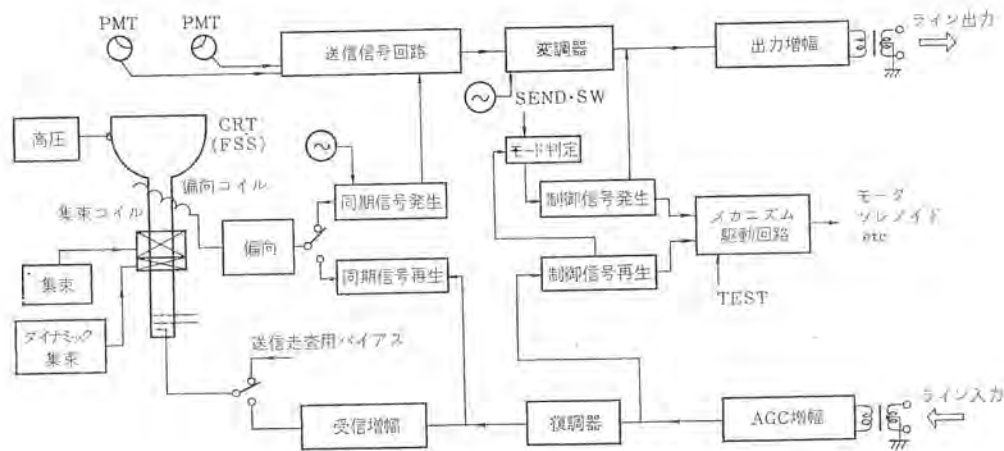 PMT
PMT
送信信号回路
変調器
出力増幅
ライン出力
SEND・SW
高圧
CRT
(FSS)
モード判定
偏向コイル
集束コイル
同期信号発生
制御信号発生
メカニズム
駆動回路
モータ
ソレノイド
etc
偏向
同期信号再生
制御信号再生
集束
TEST
ダイナミック
集束
送信走査用バイアス
受信増幅
復調器
AGC増幅
ライン入力